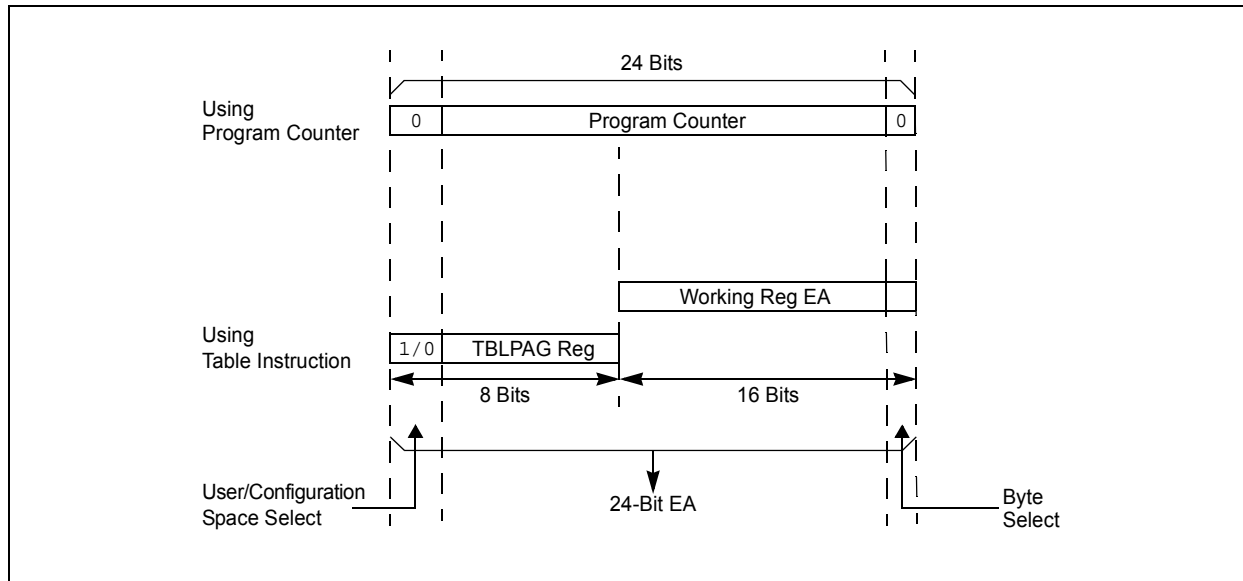 24 Bits
Using
Program Counter
0
Program Counter
0
Working Reg EA
Using
Table Instruction
1/0
TBLPAG Reg
8 Bits
16 Bits
User/Configuration
Space Select
24-Bit EA
Byte
Select